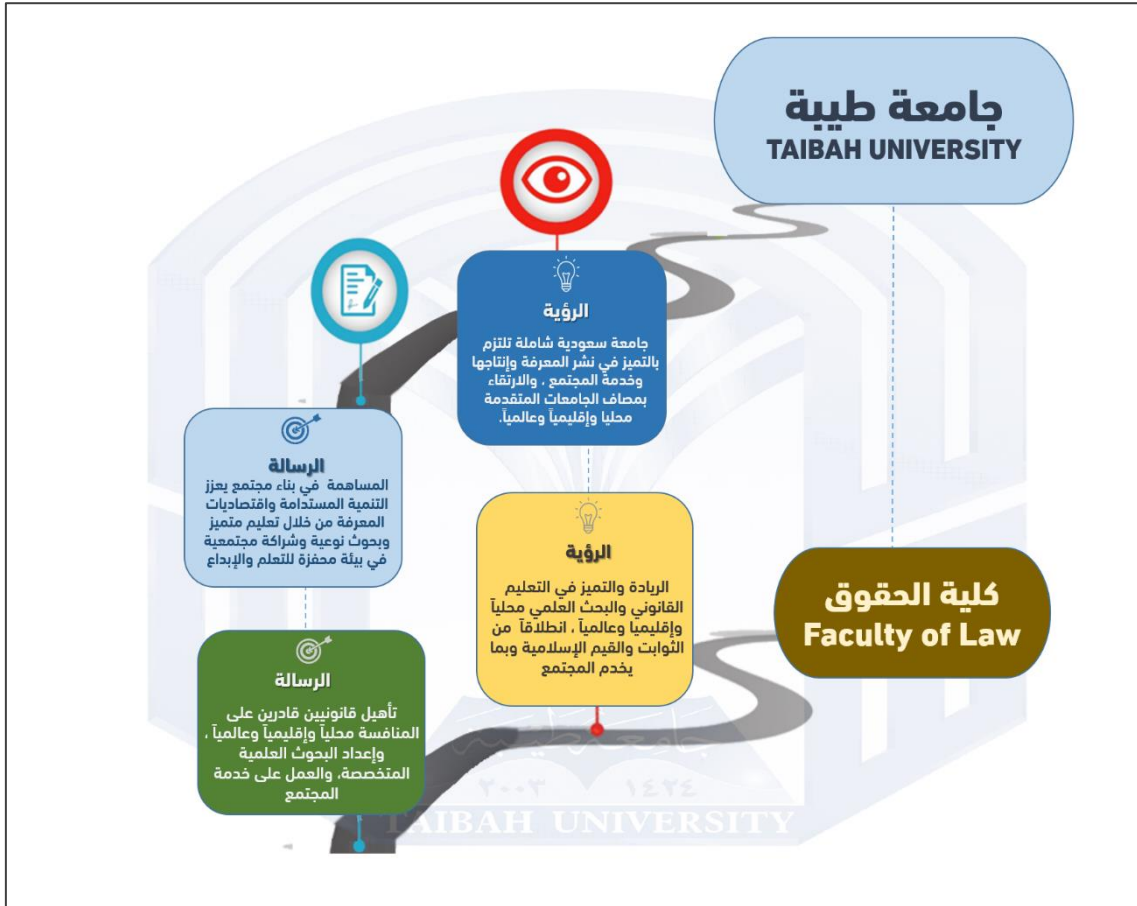 جامعة طيبة
TAIBAH UNIVERSITY
الرؤية
جامعة سعودية شاملة تلتزم
بالتميز في نشر المعرفة وإنتاجها
وخدمة المجتمع ، والارتقاء
بمصاف الجامعات المتقدمة
محليا وإقليمياً وعالمياً.
الرسالة
المساهمة في بناء مجتمع يعزز
التنمية المستدامة واقتصاديات
المعرفة من خلال تعليم متميز
وبحوث نوعية وشراكة مجتمعية
في بيئة محفزة للتعلم والإبداع
كلية الحقوق
Faculty of Law
الرؤية
الريادة والتميز في التعليم
القانوني والبحث العلمي محلياً
وإقليميا وعالمياً ، انطلاقاً من
الثوابت والقيم الإسلامية وبما
يخدم المجتمع
الرسالة
تأهيل قانونيين قادرين على
المنافسة محلياً وإقليمياً وعالمياً ،
وإعداد البحوث العلمية
المتخصصة، والعمل على خدمة
المجتمع
جامعة طيبة
٢٠٠٣ ١٤٢٤
TAIBAH UNIVERSITY